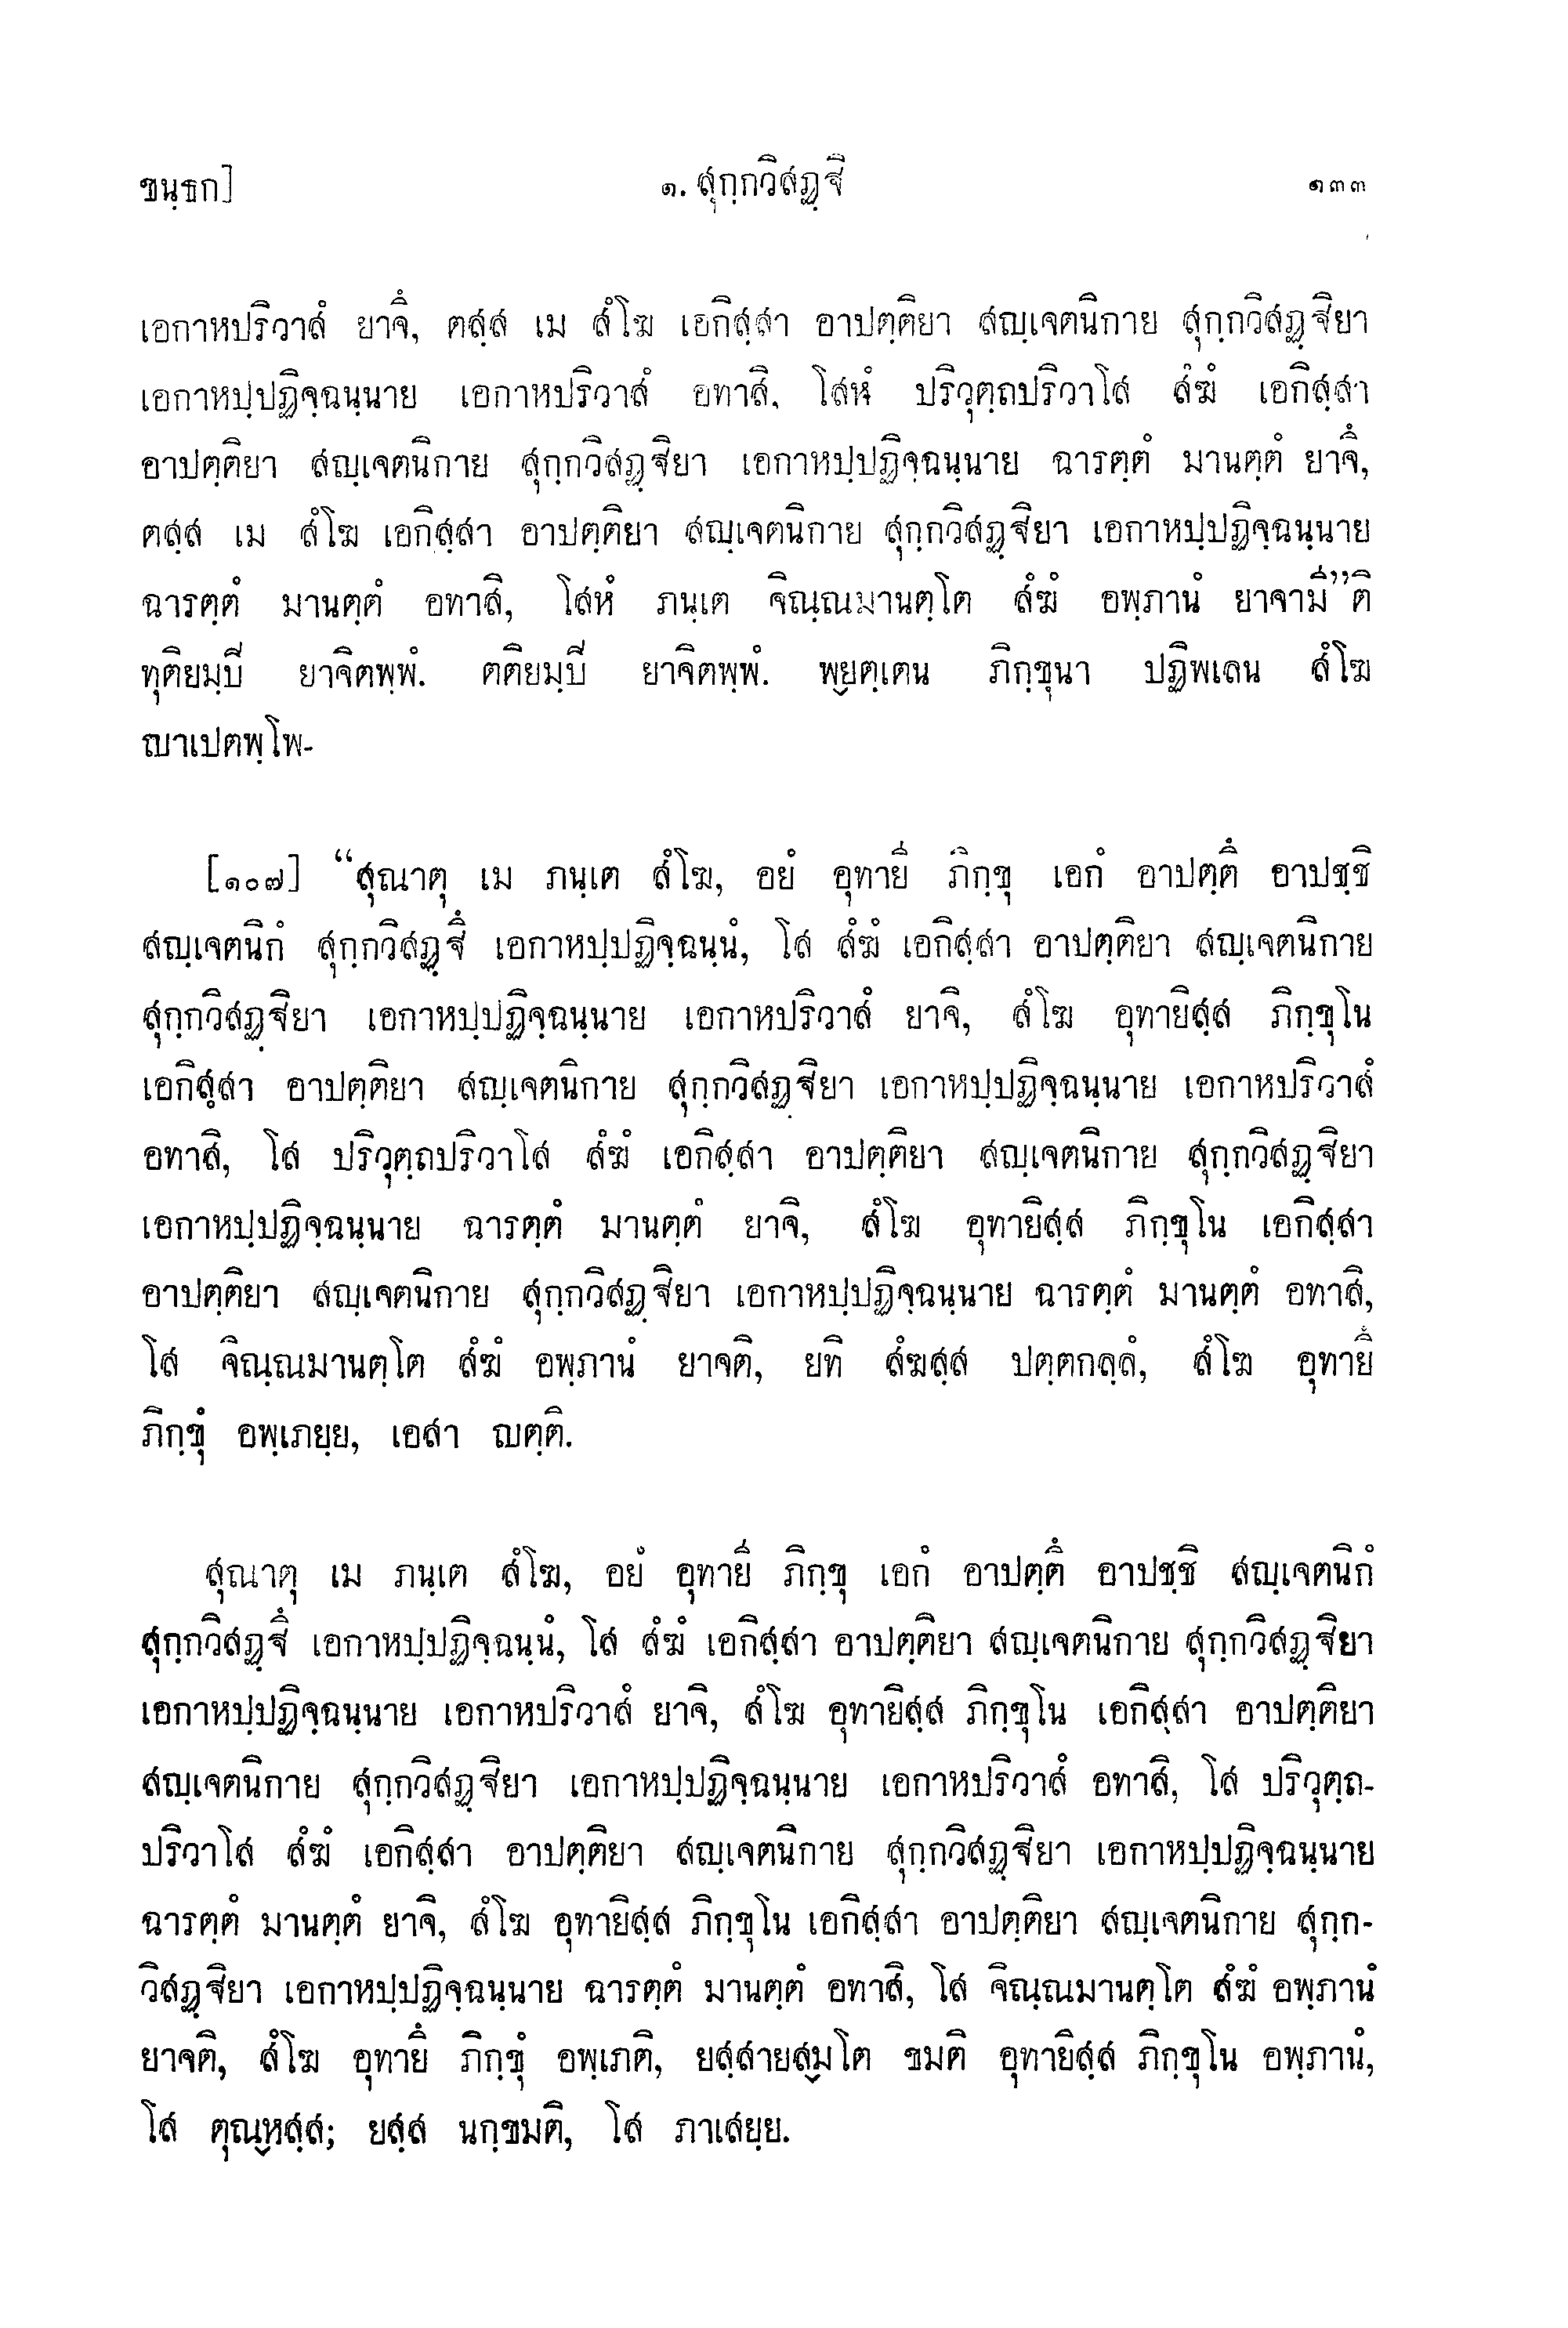 ขนฺธก]
๑. สุกฺกวิสฏฺฐิ
๑๓๓
เอกาหปริวาสํ ยาจึ, ตสฺส เม สํโฆ เอกิสฺสา อาปตฺติยา สญฺเจตนิกาย สุกฺกวิสฏฺฐิยา
เอกาหปฺปฏิจฺฉนฺนาย เอกาหปริวาสํ อทาสิ, โสหํ ปริวุตฺถปริวาโส สํฆํ เอกิสฺสา
อาปตฺติยา สญฺเจตนิกาย สุกฺกวิสฏฺฐิยา เอกาหปฺปฏิจฺฉนฺนาย ฉารตฺตํ มานตฺตํ ยาจึ,
ตสฺส เม สํโฆ เอกิสฺสา อาปตฺติยา สญฺเจตนิกาย สุกฺกวิสฏฺฐิยา เอกาหปฺปฏิจฺฉนฺนาย
ฉารตฺตํ มานตฺตํ อทาสิ, โสหํ ภนฺเต จิณฺณมานตฺโต สํฆํ อพฺภานํ ยาจามี”ติ
ทุติยมฺปิ ยาจิตพฺพํ. ตติยมฺปิ ยาจิตพฺพํ. พ๎ยตฺเตน ภิกฺขุนา ปฏิพเลน สํโฆ
ญาเปตพฺโพ-
[๑๐๗] “สุณาตุ เม ภนฺเต สํโฆ, อยํ อุทายี ภิกฺขุ เอกํ อาปตฺตึ อาปชฺชิ
สญฺเจตนิกํ สุกฺกวิสฏฺฐึ เอกาหปฺปฏิจฺฉนฺนํ, โส สํฆํ เอกิสฺสา อาปตฺติยา สญฺเจตนิกาย
สุกฺกวิสฏฺฐิยา เอกาหปฺปฏิจฺฉนฺนาย เอกาหปริวาสํ ยาจิ, สํโฆ อุทายิสฺส ภิกฺขุโน
เอกิสฺสา อาปตฺติยา สญฺเจตนิกาย สุกฺกวิสฏฺฐิยา เอกาหปฺปฏิจฺฉนฺนาย เอกาหปริวาสํ
อทาสิ, โส ปริวุตฺถปริวาโส สํฆํ เอกิสฺสา อาปตฺติยา สญฺเจตนิกาย สุกฺกวิสฏฺฐิยา
เอกาหปฺปฏิจฺฉนฺนาย ฉารตฺตํ มานตฺตํ ยาจิ, สํโฆ อุทายิสฺส ภิกฺขุโน เอกิสฺสา
อาปตฺติยา สญฺเจตนิกาย สุกฺกวิสฏฺฐิยา เอกาหปฺปฏิจฺฉนฺนาย ฉารตฺตํ มานตฺตํ อทาสิ,
โส จิณฺณมานตฺโต สํฆํ อพฺภานํ ยาจติ, ยทิ สํฆสฺส ปตฺตกลฺลํ, สํโฆ อุทายึ
ภิกฺขุํ อพฺเภยฺย, เอสา ญตฺติ.
สุณาตุ เม ภนฺเต สํโฆ, อยํ อุทายี ภิกฺขุ เอกํ อาปตฺตึ อาปชฺชิ สญฺเจตนิกํ
สุกฺกวิสฏฺฐึ เอกาหปฺปฏิจฺฉนฺนํ, โส สํฆํ เอกิสฺสา อาปตฺติยา สญฺเจตนิกาย สุกฺกวิสฏฺฐิยา
เอกาหปฺปฏิจฺฉนฺนาย เอกาหปริวาสํ ยาจิ, สํโฆ อุทายิสฺส ภิกฺขุโน เอกิสฺสา อาปตฺติยา
สญฺเจตนิกาย สุกฺกวิสฏฺฐิยา เอกาหปฺปฏิจฺฉนฺนาย เอกาหปริวาสํ อทาสิ, โส ปริวุตฺถ-
ปริวาโส สํฆํ เอกิสฺสา อาปตฺติยา สญฺเจตนิกาย สุกฺกวิสฏฺฐิยา เอกาหปฺปฏิจฺฉนฺนาย
ฉารตฺตํ มานตฺตํ ยาจิ, สํโฆ อุทายิสฺส ภิกฺขุโน เอกิสฺสา อาปตฺติยา สญฺเจตนิกาย สุกฺก-
วิสฏฺฐิยา เอกาหปฺปฏิจฺฉนฺนาย ฉารตฺตํ มานตฺตํ อทาสิ, โส จิณฺณมานตฺโต สํฆํ อพฺภานํ
ยาจติ, สํโฆ อุทายึ ภิกฺขุํ อพฺเภติ, ยสฺสายส๎มโต ขมติ อุทายิสฺส ภิกฺขุโน อพฺภานํ,
โส ตุณ๎หสฺส; ยสฺส นกฺขมติ, โส ภาเสยฺย.